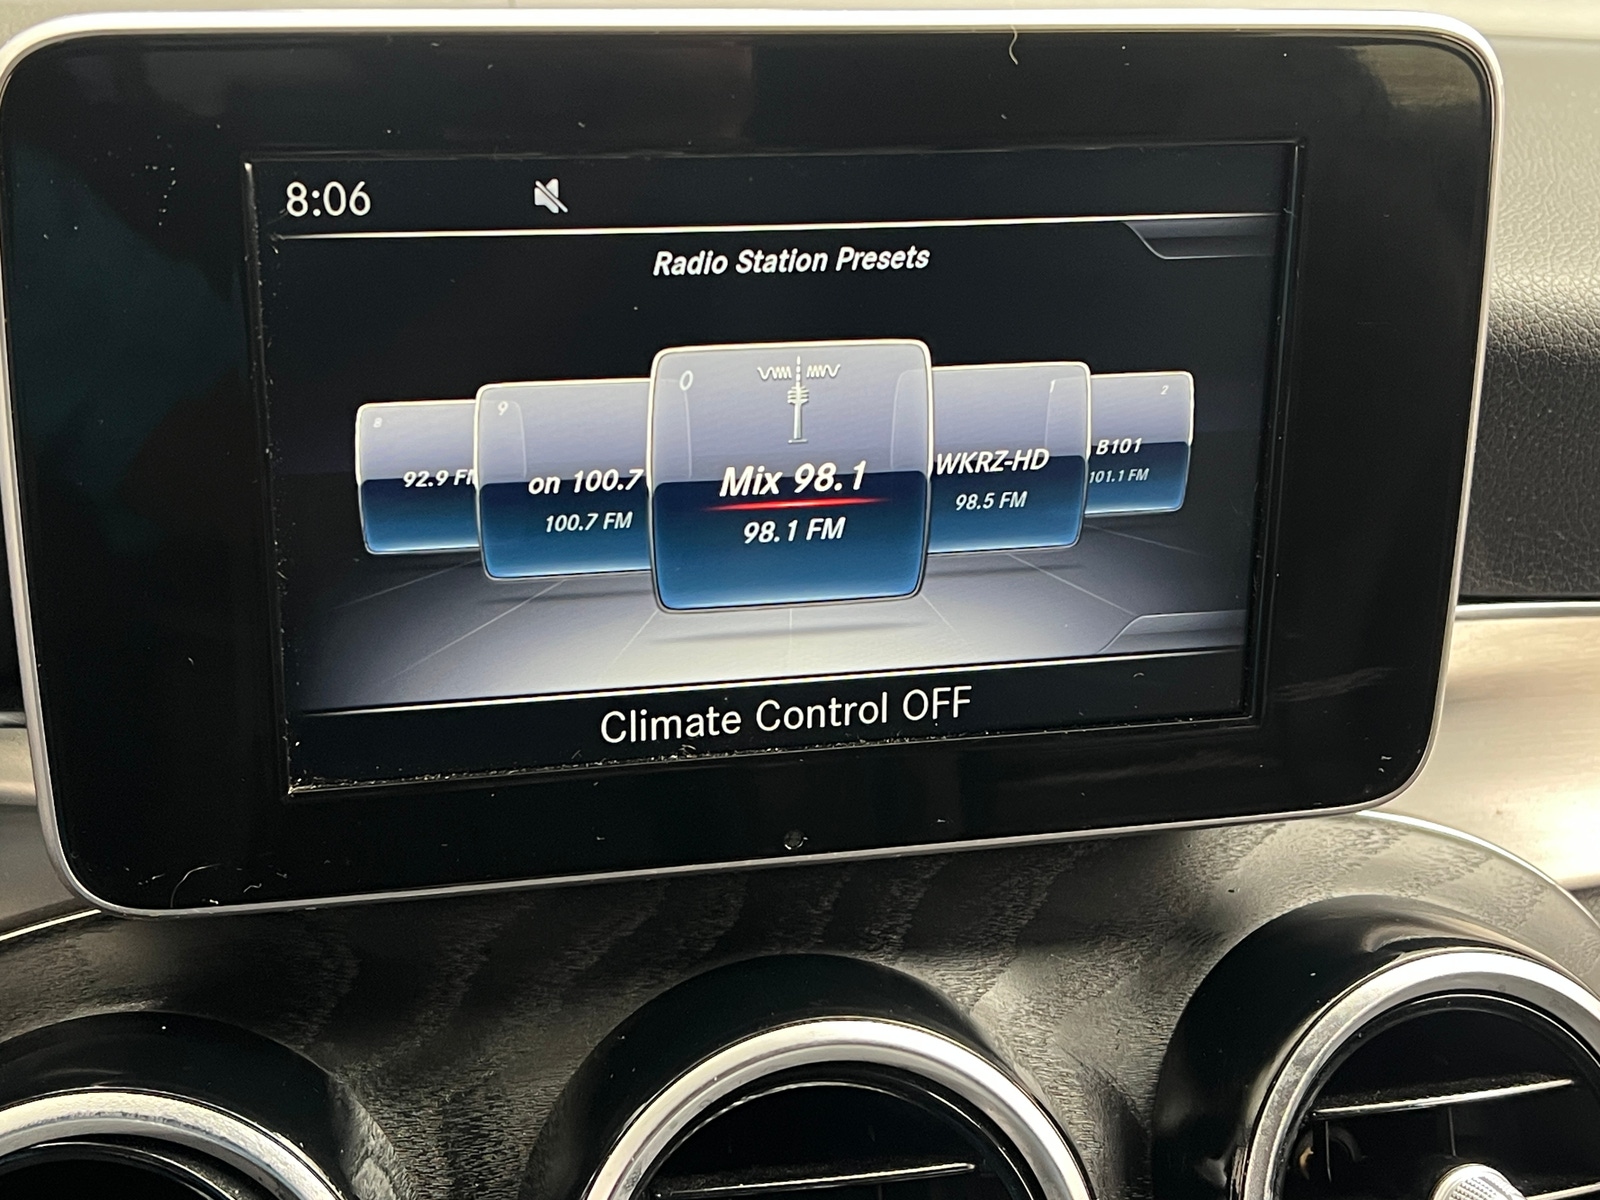 8:06
Radio Station Presets
8
92.9 FM
9
on 100.7
100.7 FM
0
Mix 98.1
98.1 FM
1
WKRZ-HD
98.5 FM
2
B101
101.1 FM
Climate Control OFF